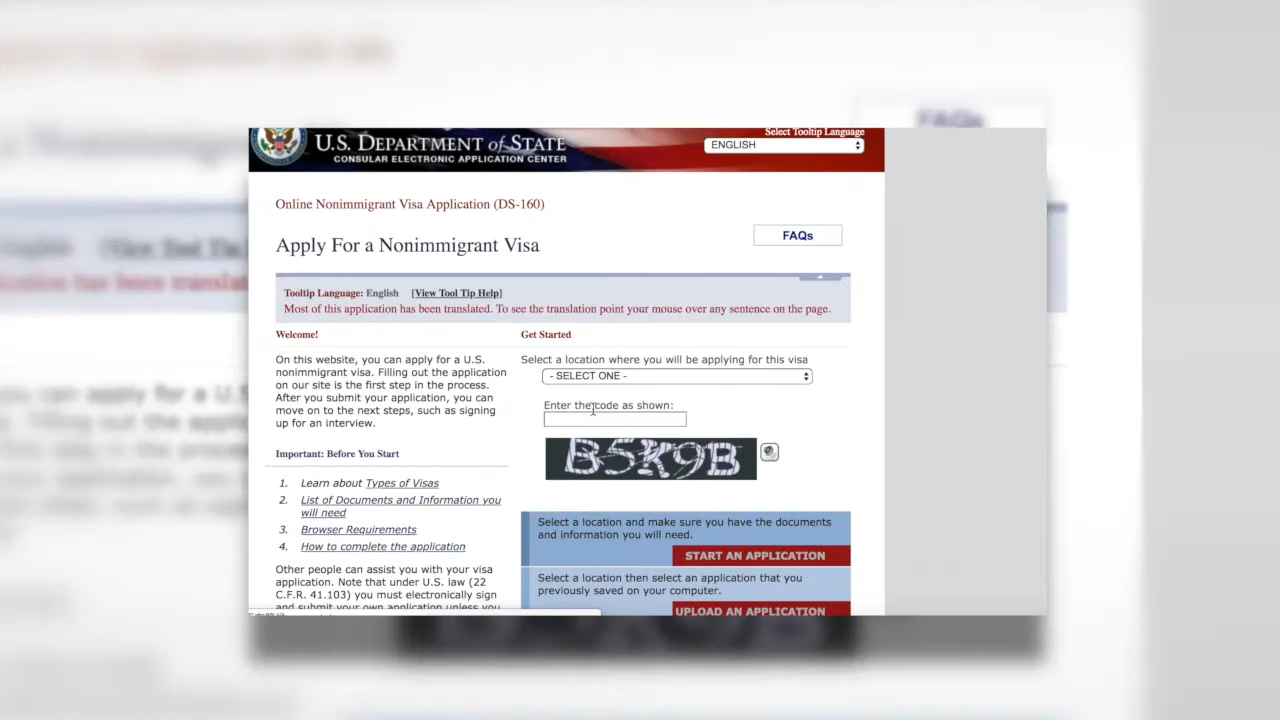 Select Tooltip Language
U.S. DEPARTMENT of STATE
ENGLISH
CONSULAR ELECTRONIC APPLICATION CENTER
Online Nonimmigrant Visa Application (DS-160)
Apply For a Nonimmigrant Visa
FAQs
Tooltip Language: English [View Tool Tip Help]
Most of this application has been translated. To see the translation point your mouse over any sentence on the page.
Welcome!
On this website, you can apply for a U.S.
nonimmigrant visa. Filling out the application
on our site is the first step in the process.
After you submit your application, you can
move on to the next steps, such as signing
up for an interview.
Important: Before You Start
1. Learn about Types of Visas
2. List of Documents and Information you
will need
3. Browser Requirements
4. How to complete the application
Other people can assist you with your visa
application. Note that under U.S. law (22
C.F.R. 41.103) you must electronically sign
and submit your own application unless you
Get Started
Select a location where you will be applying for this visa
- SELECT ONE -
Enter the code as shown:
Select a location and make sure you have the documents
and information you will need.
START AN APPLICATION
Select a location then select an application that you
previously saved on your computer.
UPLOAD AN APPLICATION